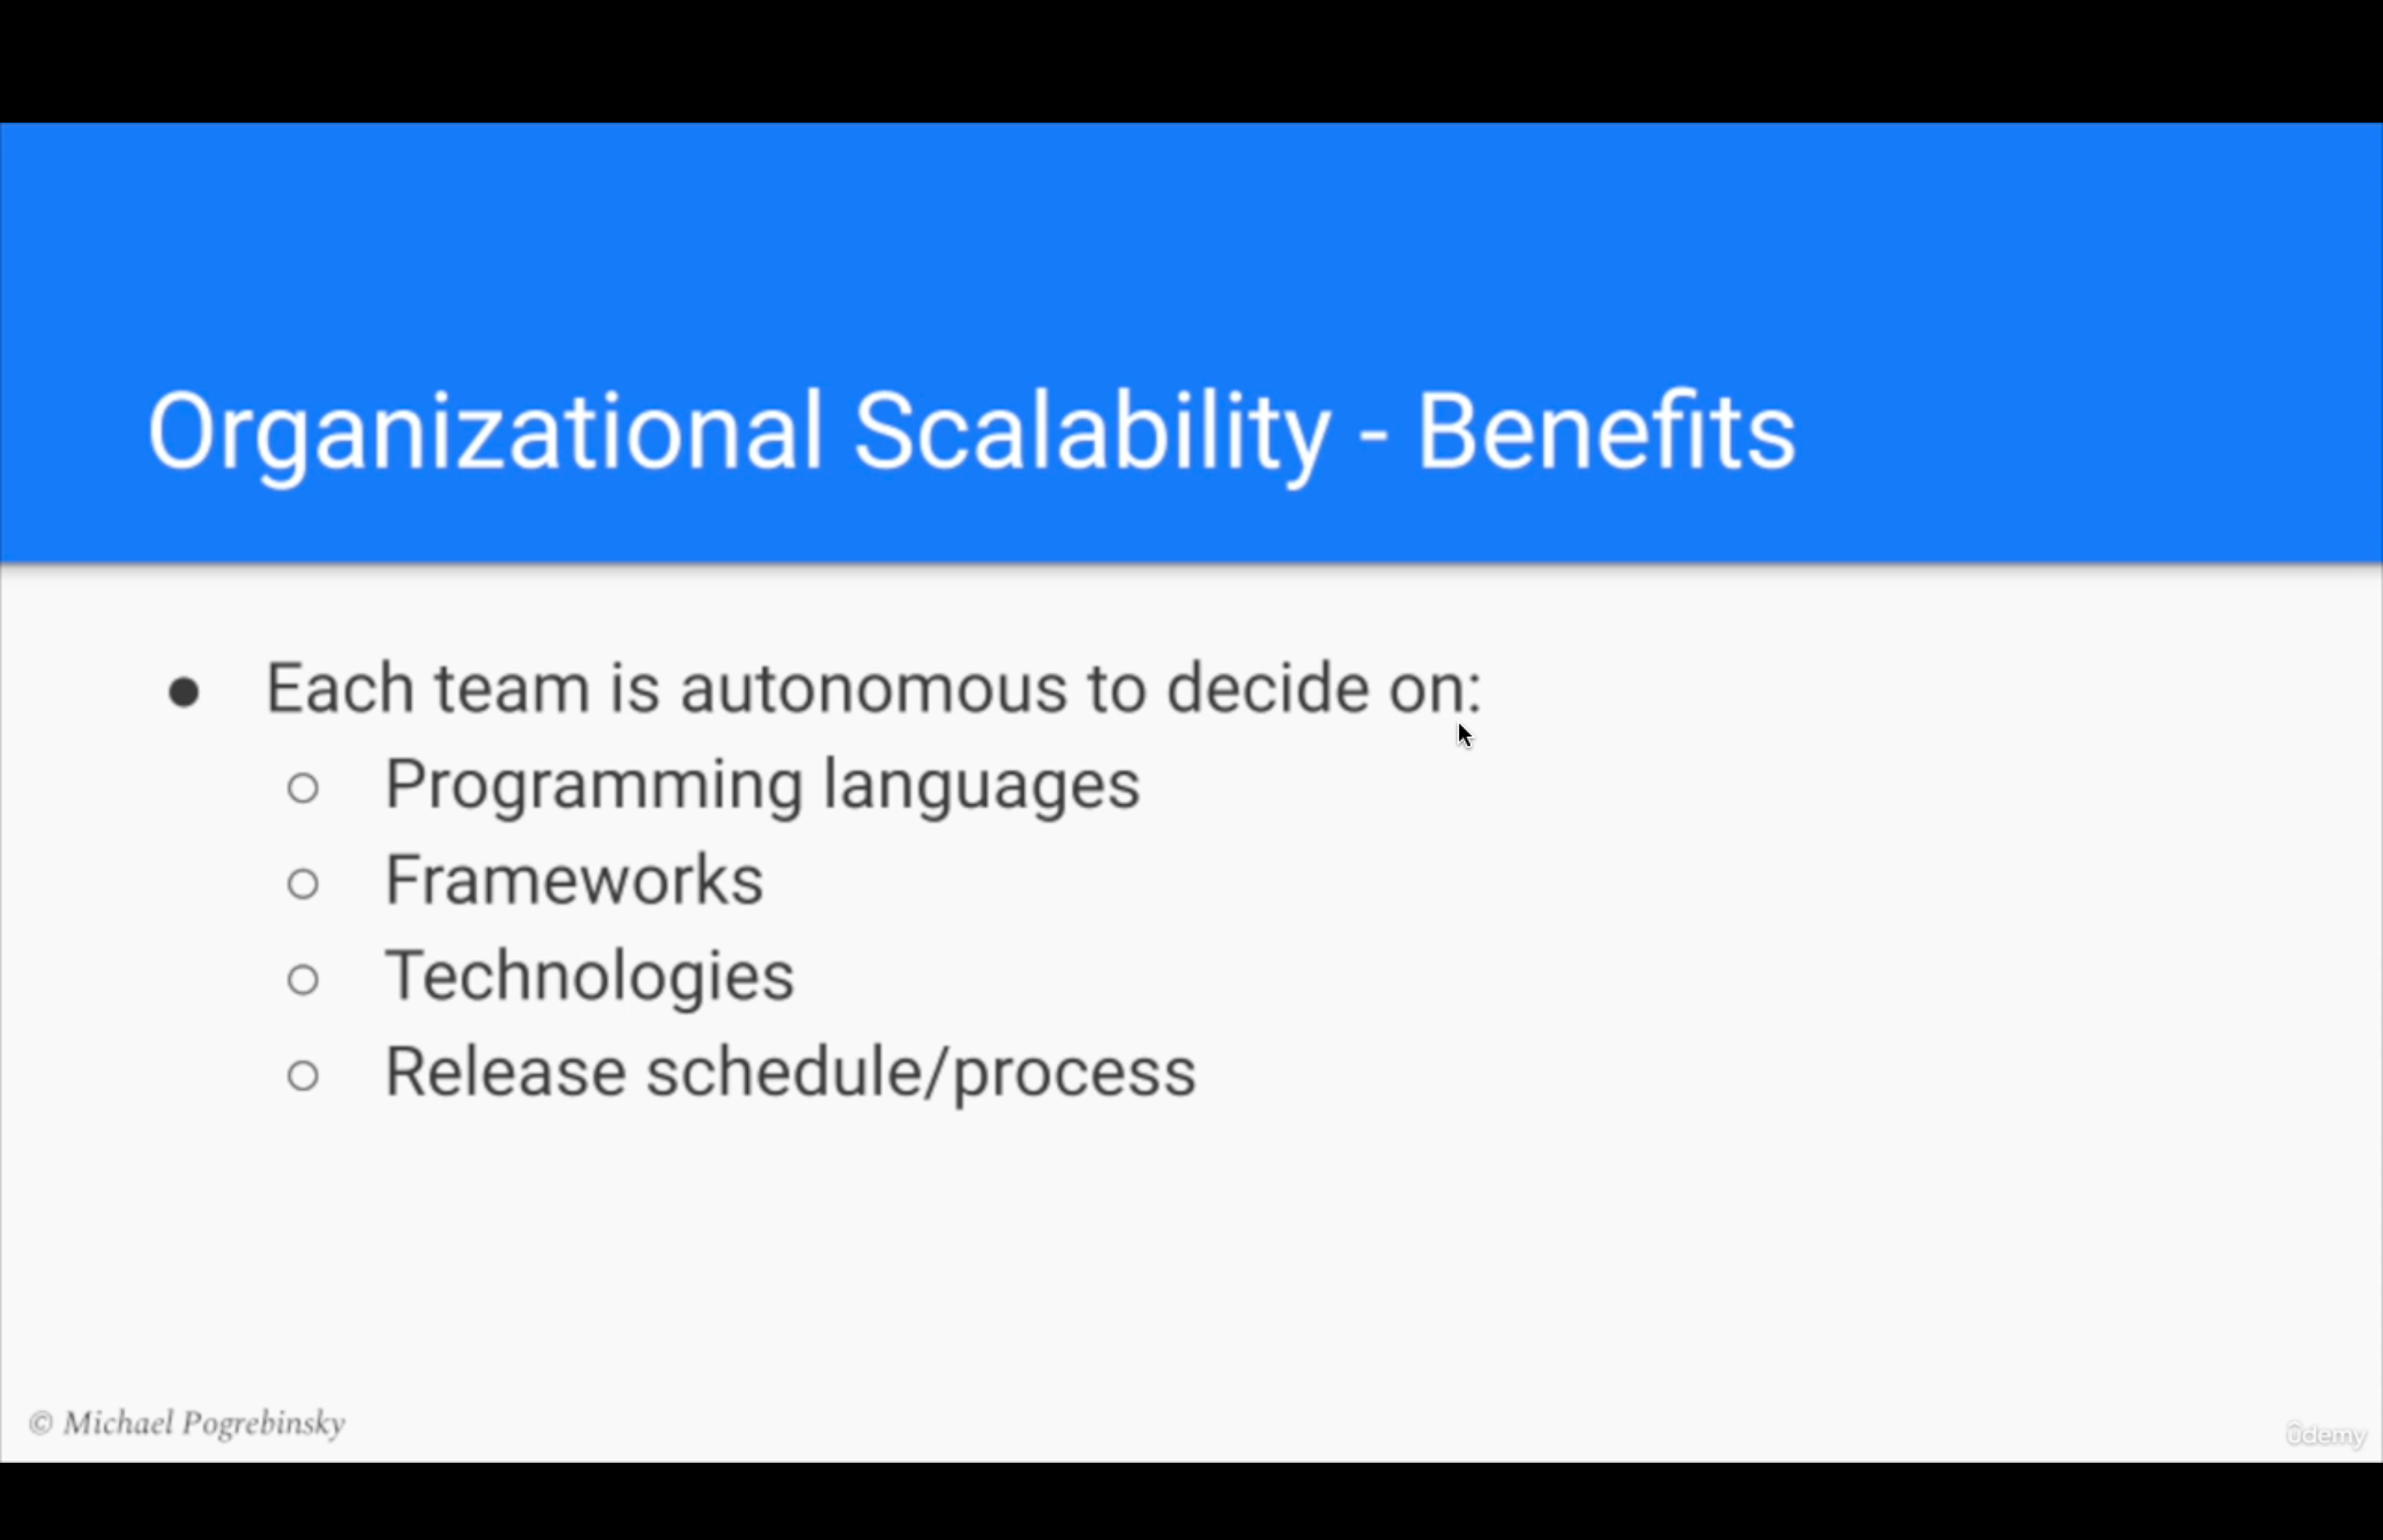 Organizational Scalability - Benefits
● Each team is autonomous to decide on:
○ Programming languages
○ Frameworks
○ Technologies
○ Release schedule/process
© Michael Pogrebinsky
ûdemy